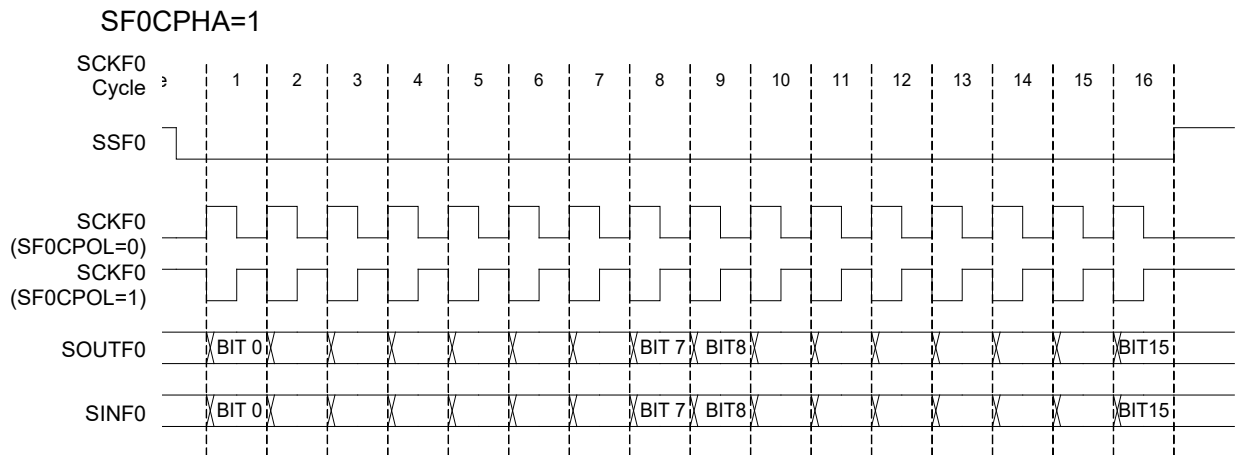 SF0CPHA=1
SCKF0
Cycle
1 2 3 4 5 6 7 8 9 10 11 12 13 14 15 16
SSF0
SCKF0
(SF0CPOL=0)
SCKF0
(SF0CPOL=1)
SOUTF0 BIT 0 BIT 7 BIT8 BIT15
SINF0 BIT 0 BIT 7 BIT8 BIT15